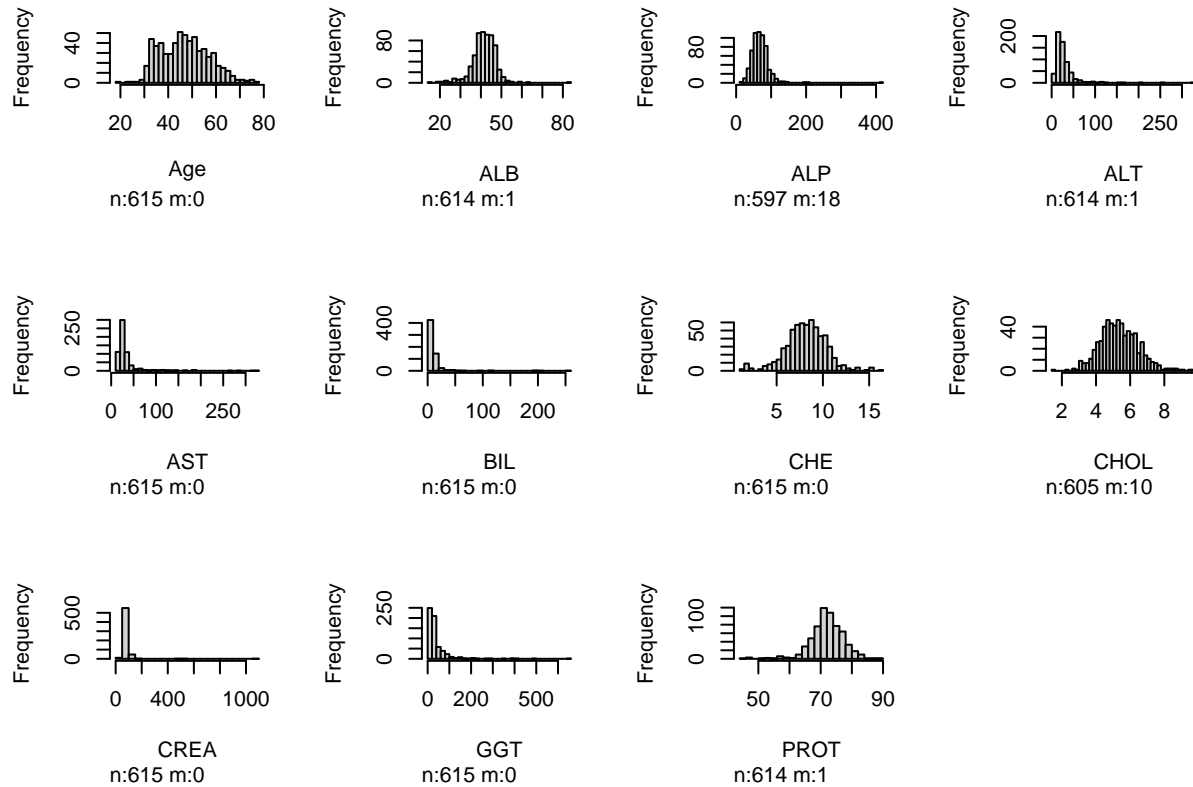 Frequency
0 40
20 40 60 80
Age
n:615 m:0
Frequency
0 80
20 40 60 80
ALB
n:614 m:1
Frequency
0 80
0 200 400
ALP
n:597 m:18
Frequency
0 200
0 100 250
ALT
n:614 m:1
Frequency
0 250
0 100 250
AST
n:615 m:0
Frequency
0 400
0 100 200
BIL
n:615 m:0
Frequency
0 50
5 10 15
CHE
n:615 m:0
Frequency
0 40
2 4 6 8
CHOL
n:605 m:10
Frequency
0 500
0 400 1000
CREA
n:615 m:0
Frequency
0 250
0 200 500
GGT
n:615 m:0
Frequency
0 100
50 70 90
PROT
n:614 m:1